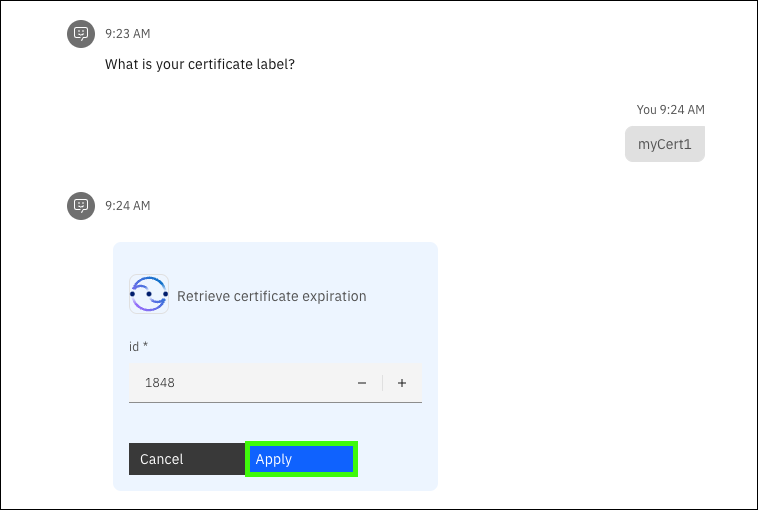 9:23 AM
What is your certificate label?
You 9:24 AM
myCert1
9:24 AM
Retrieve certificate expiration
id *
1848 − +
Cancel Apply